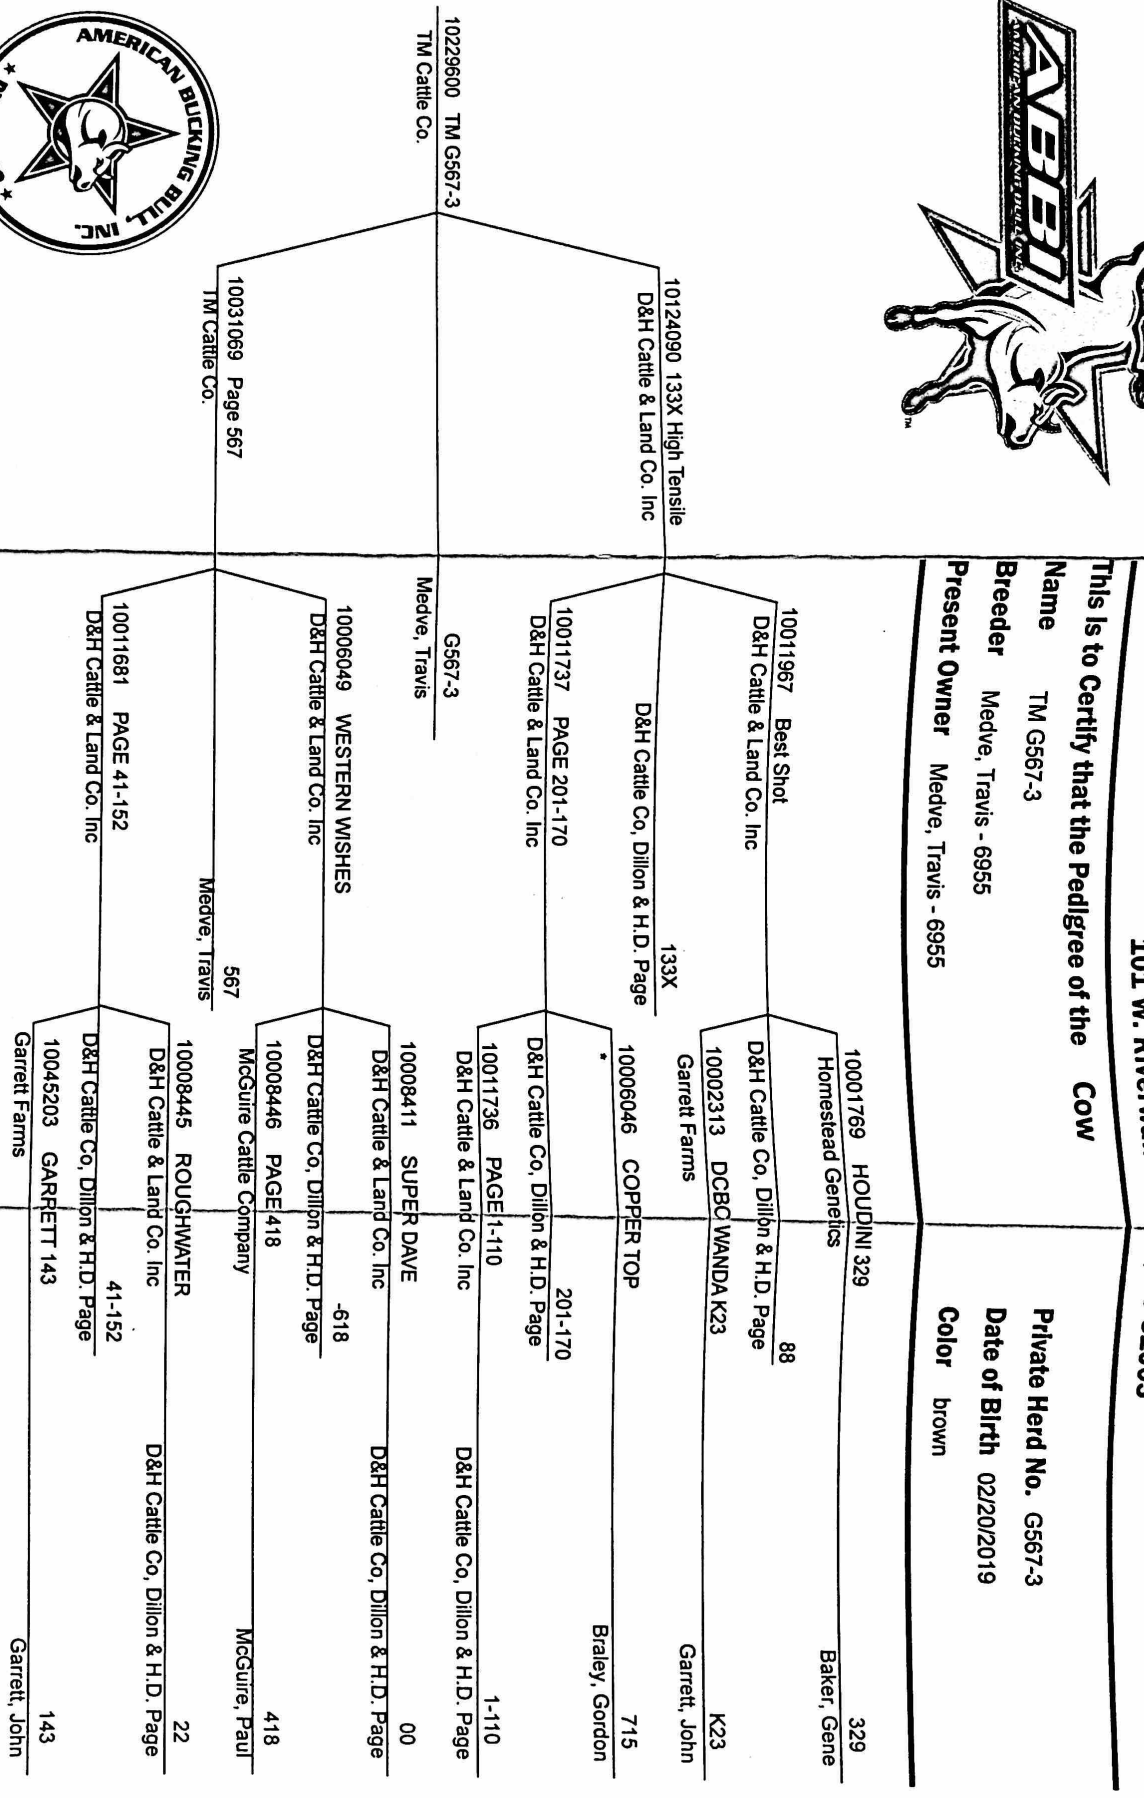 ABBI
AMERICAN BUCKING BULL, INC.
TM
This Is to Certify that the Pedigree of the Cow
Name TM G567-3
Breeder Medve, Travis - 6955
Present Owner Medve, Travis - 6955
Private Herd No. G567-3
Date of Birth 02/20/2019
Color brown
10001769 HOUDINI 329
329
Homestead Genetics
Baker, Gene
10011967 Best Shot
88
D&H Cattle & Land Co. Inc
D&H Cattle Co, Dillon & H.D. Page
10002313 DCBC WANDA K23
K23
Garrett Farms
Garrett, John
10124090 133X High Tensile
133X
D&H Cattle & Land Co. Inc
D&H Cattle Co, Dillon & H.D. Page
10006046 COPPER TOP
715
*
Braley, Gordon
10011737 PAGE 201-170
201-170
D&H Cattle & Land Co. Inc
D&H Cattle Co, Dillon & H.D. Page
10011736 PAGE 1-110
1-110
D&H Cattle & Land Co. Inc
D&H Cattle Co, Dillon & H.D. Page
10229600 TM G567-3
G567-3
TM Cattle Co.
Medve, Travis
10008411 SUPER DAVE
00
D&H Cattle & Land Co. Inc
D&H Cattle Co, Dillon & H.D. Page
10006049 WESTERN WISHES
-618
D&H Cattle & Land Co. Inc
D&H Cattle Co, Dillon & H.D. Page
10008446 PAGE 418
418
McGuire Cattle Company
McGuire, Paul
10031069 Page 567
567
TM Cattle Co.
Medve, Travis
10008445 ROUGHWATER
22
D&H Cattle & Land Co. Inc
D&H Cattle Co, Dillon & H.D. Page
10011681 PAGE 41-152
41-152
D&H Cattle & Land Co. Inc
D&H Cattle Co, Dillon & H.D. Page
10045203 GARRETT 143
143
Garrett Farms
Garrett, John
AMERICAN BUCKING BULL, INC.